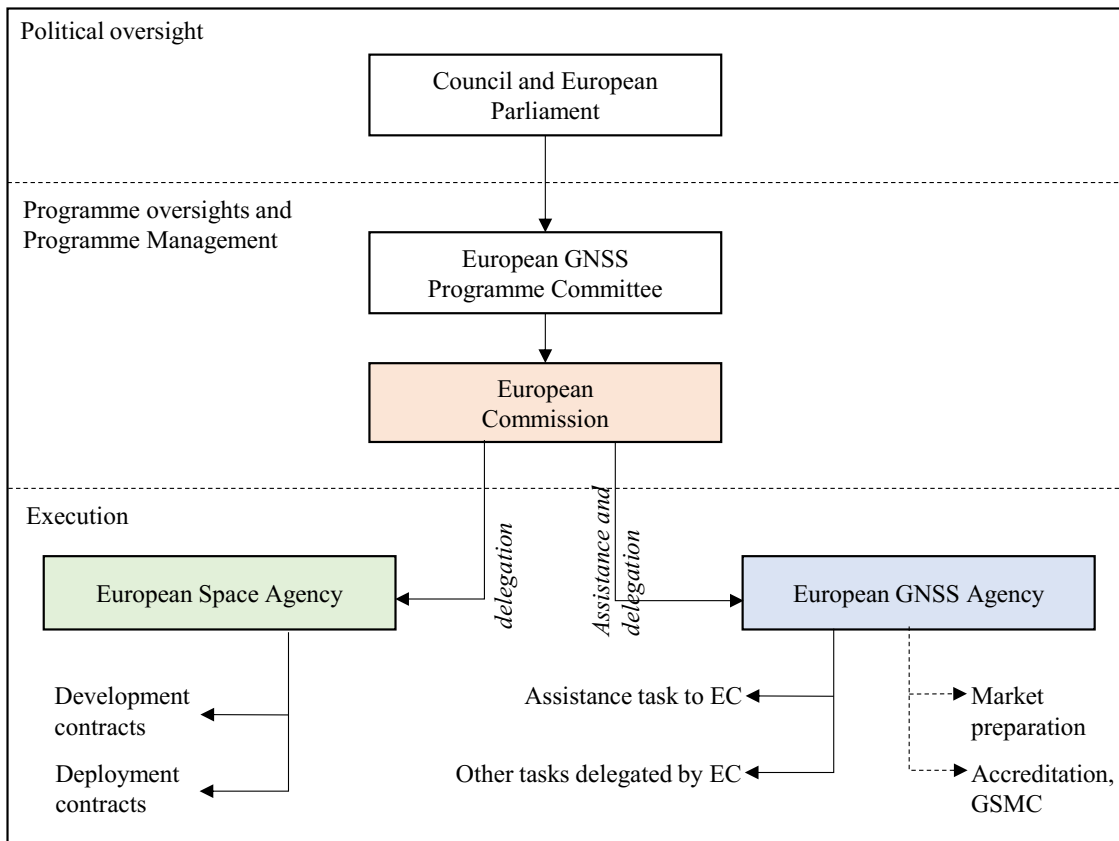 Political oversight
Council and European
Parliament
Programme oversights and
Programme Management
European GNSS
Programme Committee
European
Commission
Execution
delegation
Assistance and
delegation
European Space Agency
European GNSS Agency
Development
contracts
Deployment
contracts
Assistance task to EC
Other tasks delegated by EC
Market
preparation
Accreditation,
GSMC